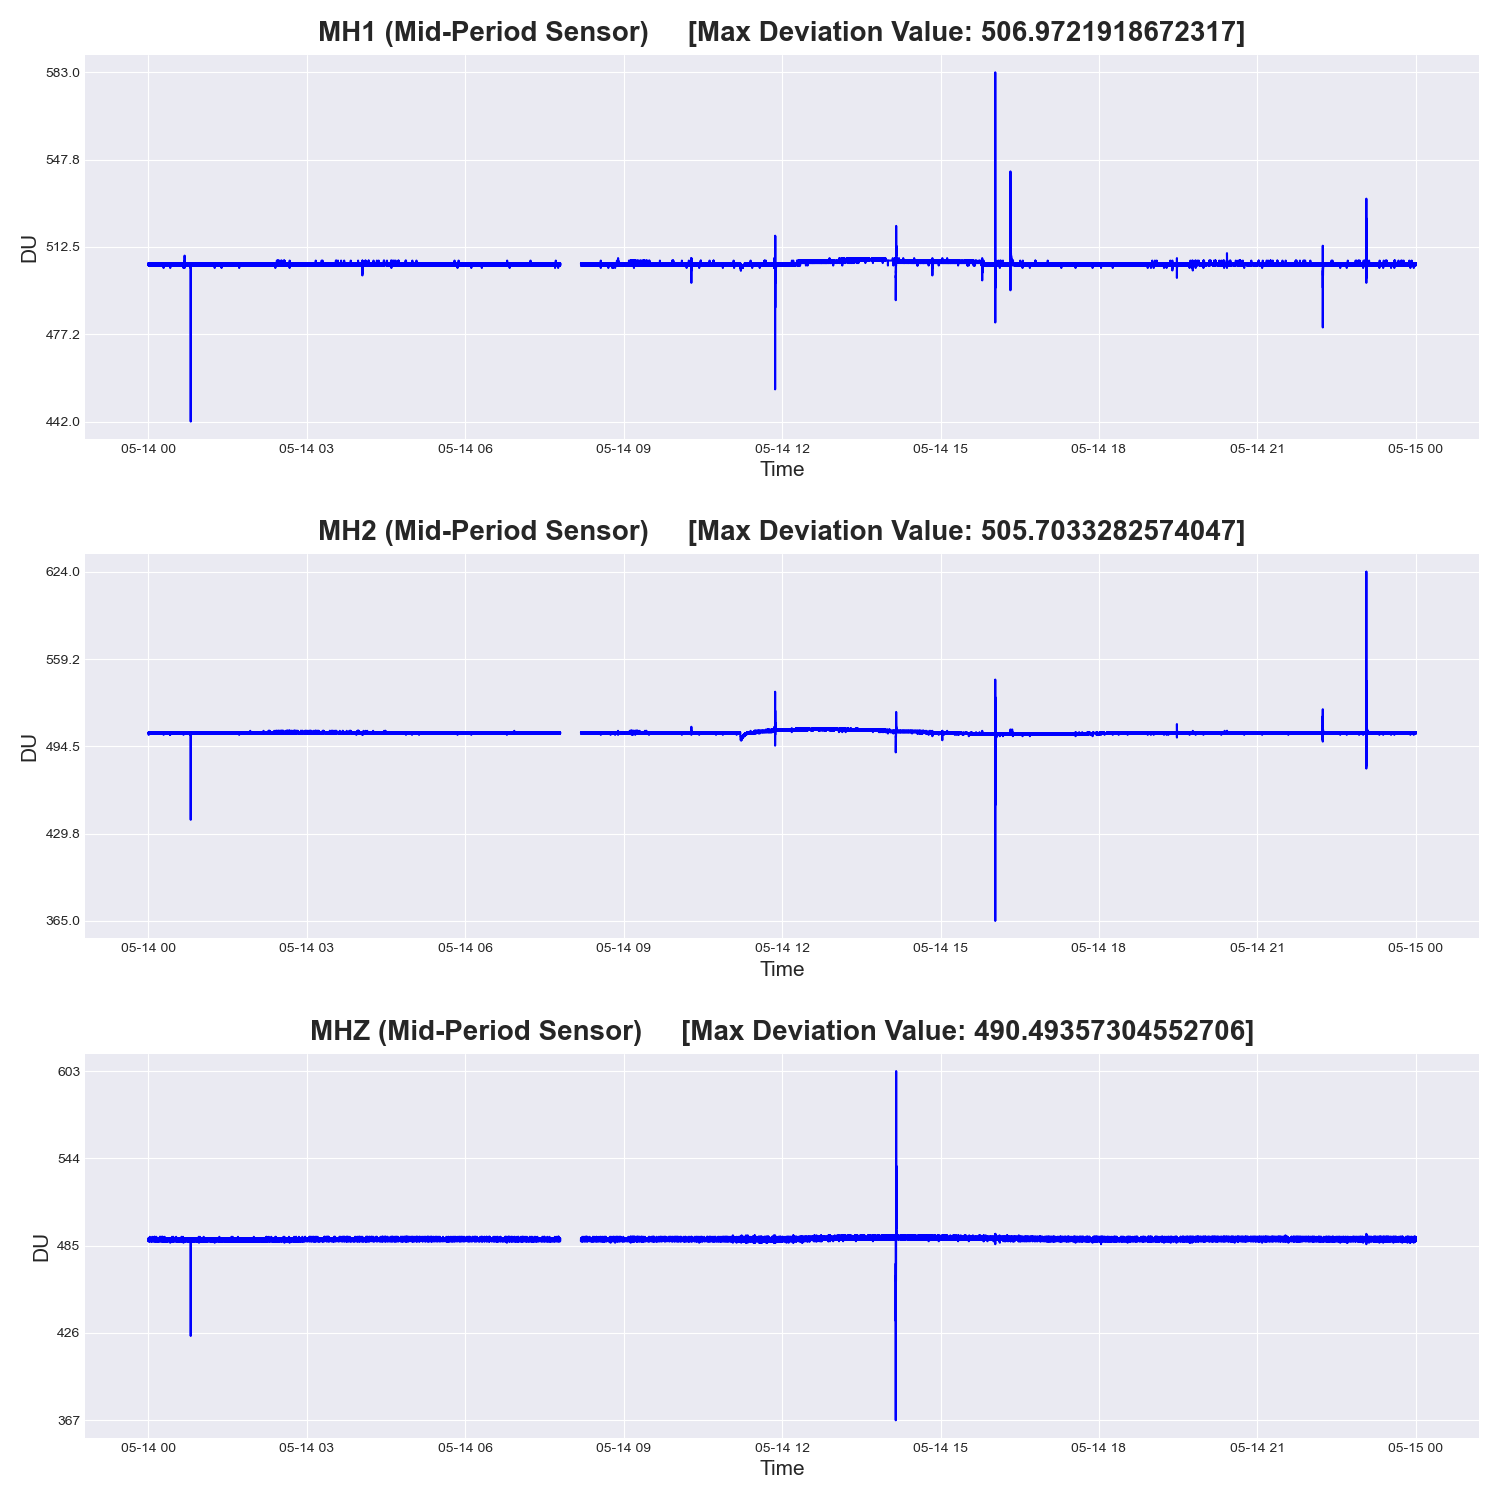 MH1 (Mid-Period Sensor) [Max Deviation Value: 506.9721918672317]
583.0
547.8
512.5
477.2
442.0
DU
05-14 00 05-14 03 05-14 06 05-14 09 05-14 12 05-14 15 05-14 18 05-14 21 05-15 00
Time
MH2 (Mid-Period Sensor) [Max Deviation Value: 505.7033282574047]
624.0
559.2
494.5
429.8
365.0
DU
05-14 00 05-14 03 05-14 06 05-14 09 05-14 12 05-14 15 05-14 18 05-14 21 05-15 00
Time
MHZ (Mid-Period Sensor) [Max Deviation Value: 490.49357304552706]
603
544
485
426
367
DU
05-14 00 05-14 03 05-14 06 05-14 09 05-14 12 05-14 15 05-14 18 05-14 21 05-15 00
Time